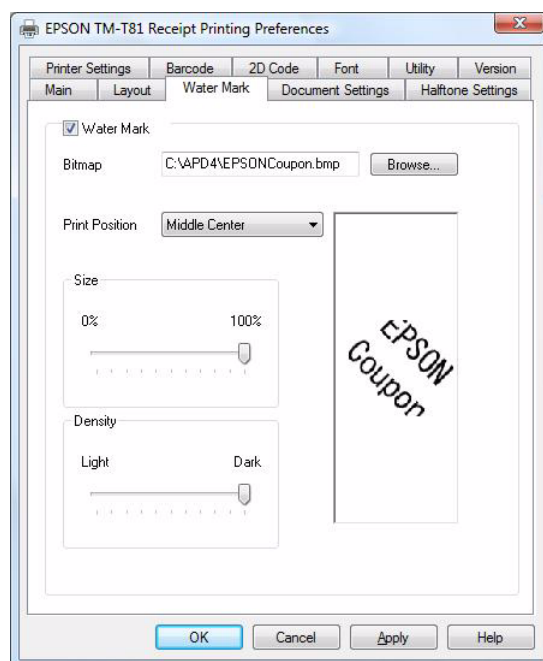 EPSON TM-T81 Receipt Printing Preferences
Printer Settings Barcode 2D Code Font Utility Version
Main Layout Water Mark Document Settings Halftone Settings
Water Mark
Bitmap C:\APD4\EPSONCoupon.bmp Browse...
Print Position Middle Center
Size
0% 100%
Density
Light Dark
EPSON
Coupon
OK Cancel Apply Help